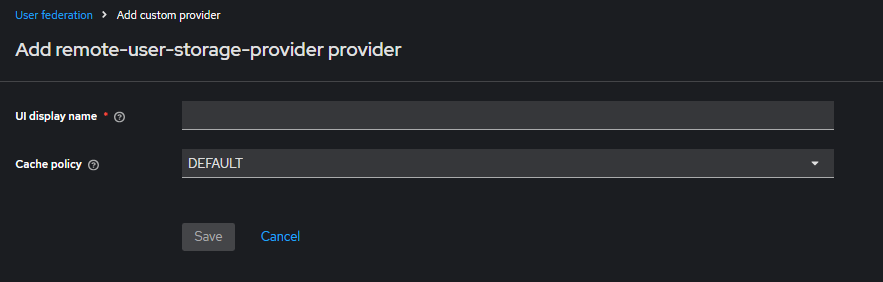 User federation > Add custom provider
Add remote-user-storage-provider provider
UI display name *
Cache policy DEFAULT
Save Cancel